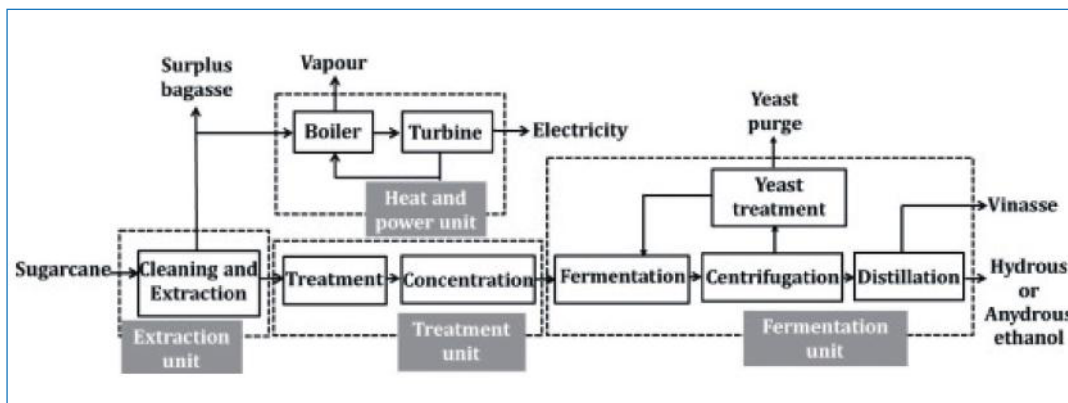 Surplus
bagasse
Vapour
Boiler
Turbine
Electricity
Heat and
power unit
Yeast
purge
Yeast
treatment
Vinasse
Sugarcane
Cleaning and
Extraction
Extraction
unit
Treatment
Concentration
Treatment
unit
Fermentation
Centrifugation
Distillation
Fermentation
unit
Hydrous
or
Anydrous
ethanol